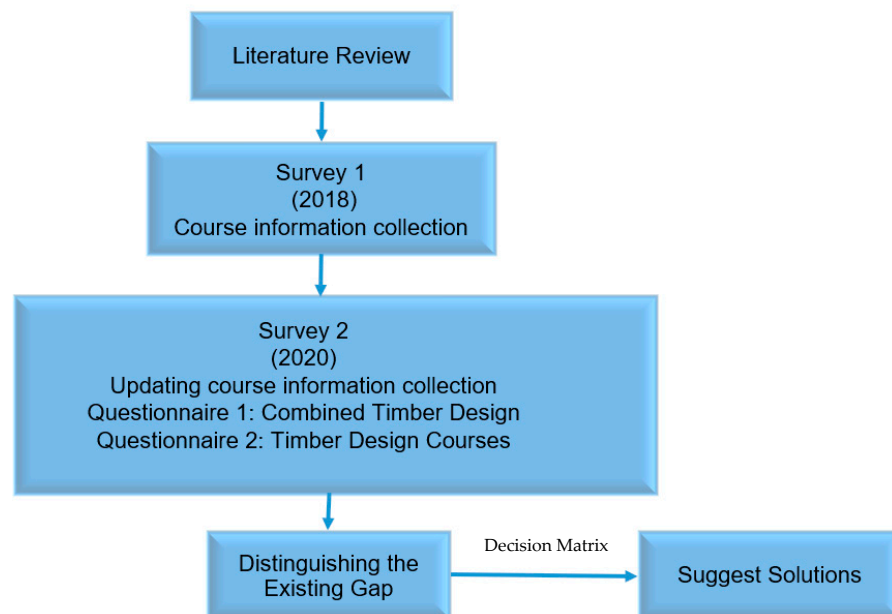 Literature Review
Survey 1
(2018)
Course information collection
Survey 2
(2020)
Updating course information collection
Questionnaire 1: Combined Timber Design
Questionnaire 2: Timber Design Courses
Distinguishing the
Existing Gap
Decision Matrix
Suggest Solutions